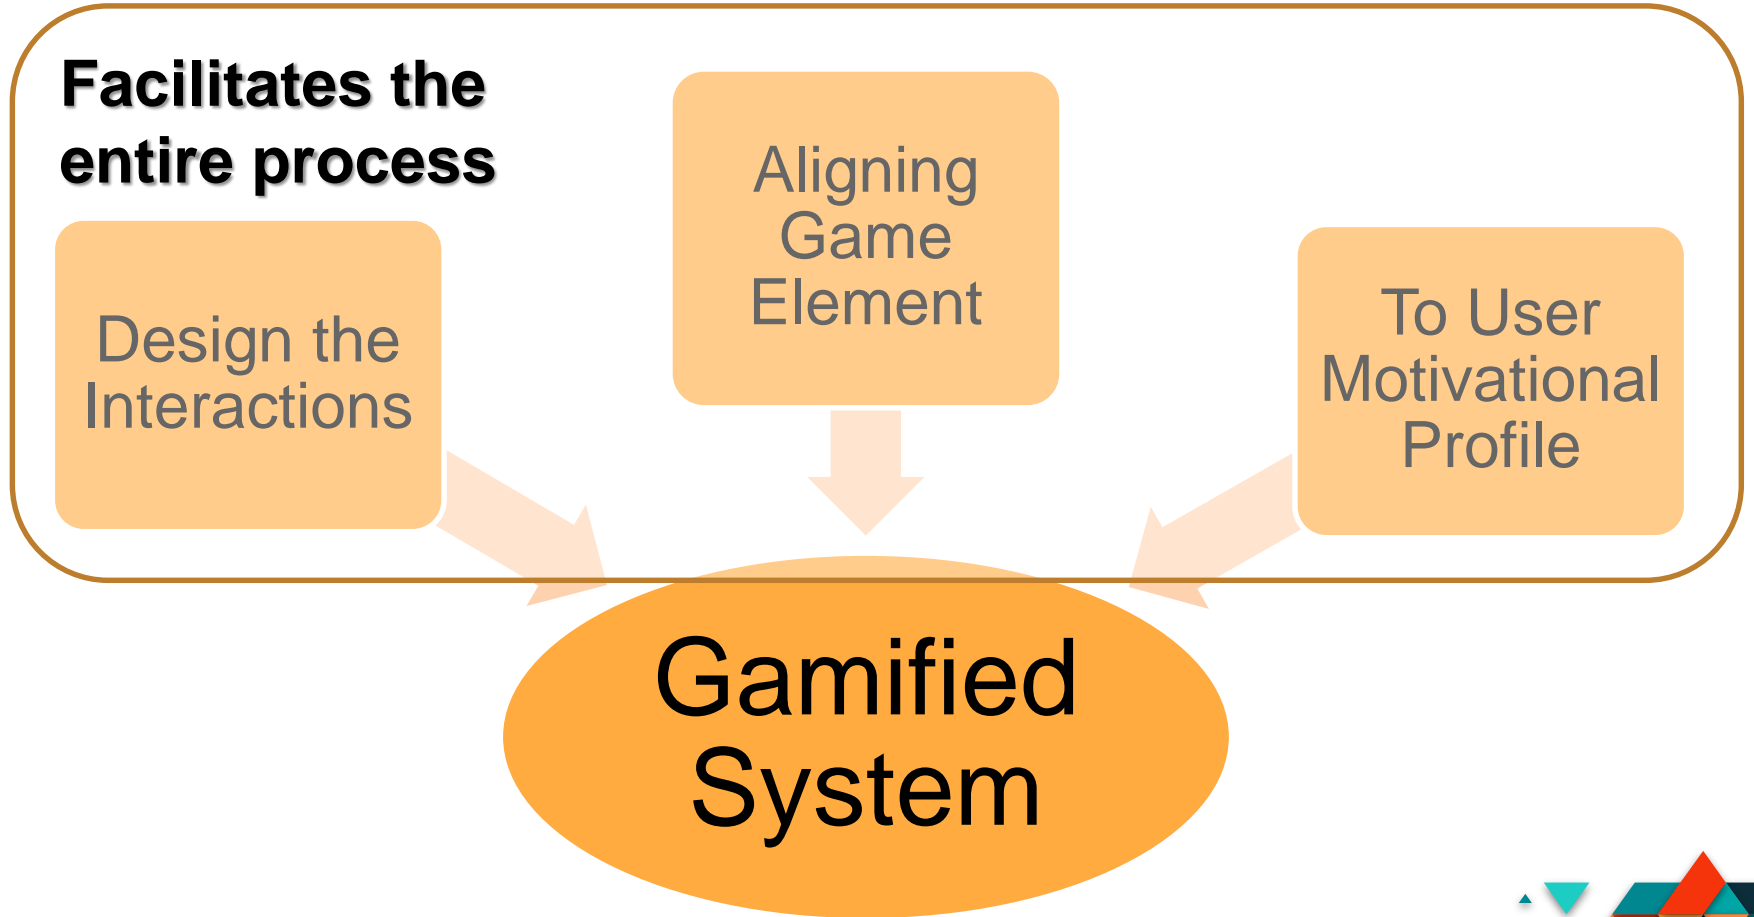 Facilitates the
entire process
Design the
Interactions
Aligning
Game
Element
To User
Motivational
Profile
Gamified
System